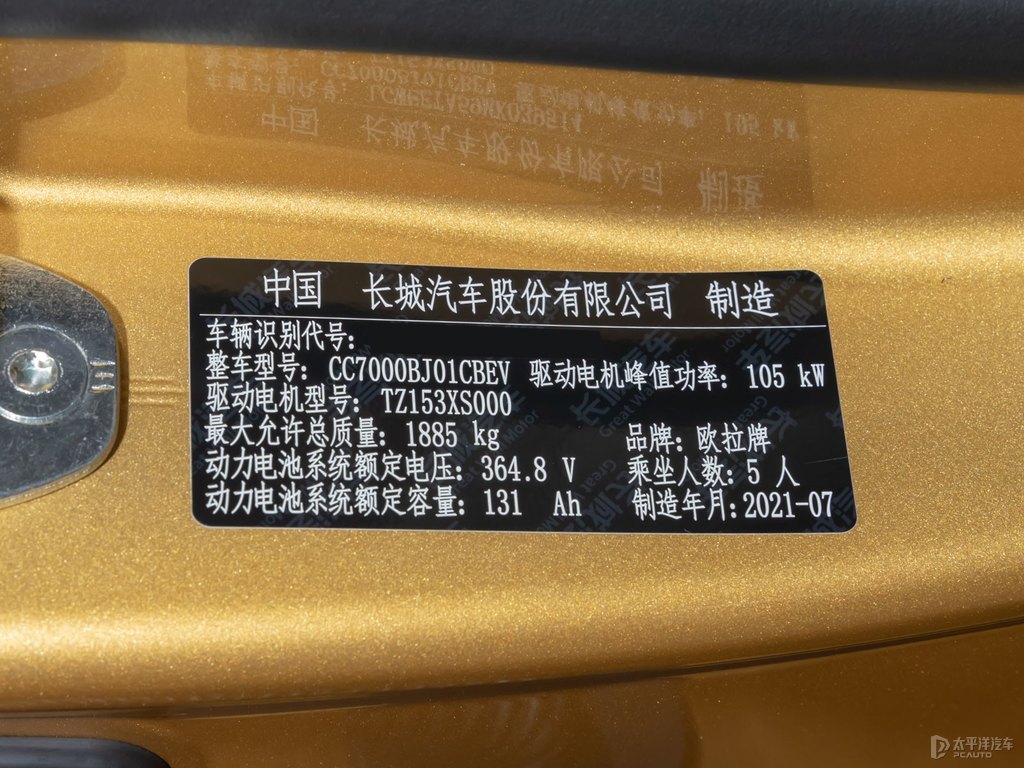 中国 长城汽车股份有限公司 制造
车辆识别代号:
整车型号: CC7000BJ01CBEV 驱动电机峰值功率: 105 kW
驱动电机型号: TZ153XS000
最大允许总质量: 1885 kg 品牌: 欧拉牌
动力电池系统额定电压: 364.8 V 乘坐人数: 5 人
动力电池系统额定容量: 131 Ah 制造年月: 2021-07
太平洋汽车
PCAUTO